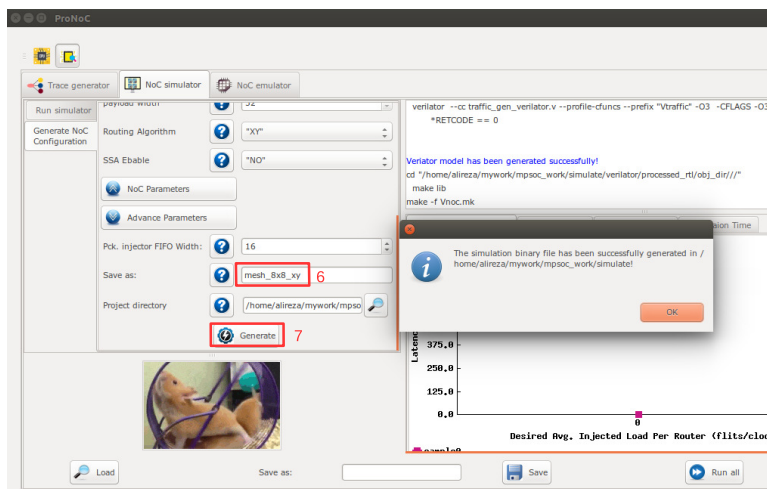 ProNoC
Trace generator
NoC simulator
NoC emulator
Run simulator
Generate NoC
Configuration
payload width
32
Routing Algorithm
"XY"
SSA Ebable
"NO"
NoC Parameters
Advance Parameters
Pck. injector FIFO Width:
16
Save as:
mesh_8x8_xy
6
Project directory
/home/alireza/mywork/mpso
Generate
7
verilator --cc traffic_gen_verilator.v --profile-cfuncs --prefix "Vtraffic" -O3 -CFLAGS -O3
*RETCODE == 0
Veriator model has been generated successfully!
cd "/home/alireza/mywork/mpsoc_work/simulate/verilator/processed_rtl/obj_dir///"
make lib
make -f Vnoc.mk
Time
The simulation binary file has been successfully generated in /
home/alireza/mywork/mpsoc_work/simulate!
OK
375.0
250.0
125.0
0.0
0
Desired Avg. Injected Load Per Router (flits/cloc
sample0
Load
Save as:
Save
Run all